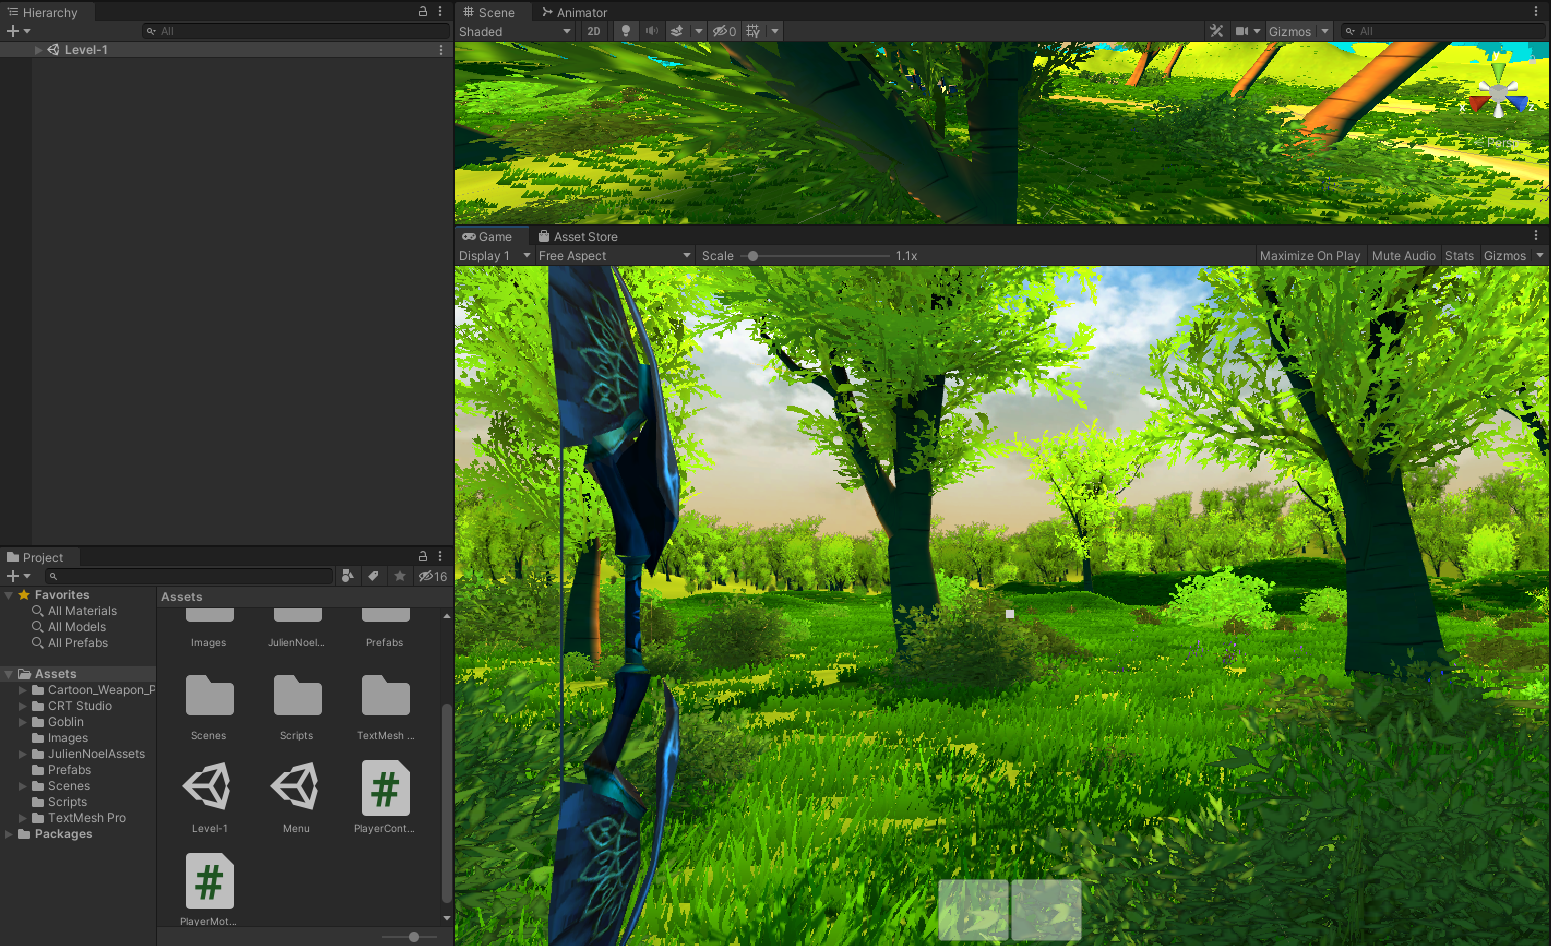 Hierarchy
All
Level-1
Scene
Animator
Shaded
2D
0
Gizmos
All
Game
Asset Store
Display 1
Free Aspect
Scale
1.1x
Maximize On Play
Mute Audio
Stats
Gizmos
Project
16
Favorites
All Materials
All Models
All Prefabs
Assets
Cartoon_Weapon_P
CRT Studio
Goblin
Images
JulienNoelAssets
Prefabs
Scenes
Scripts
TextMesh Pro
Packages
Assets
Images
JulienNoel...
Prefabs
Scenes
Scripts
TextMesh ...
Level-1
Menu
#
PlayerCont...
#
PlayerMot...